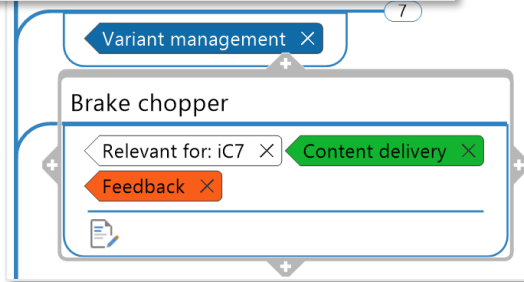 7
Variant management
Brake chopper
Relevant for: iC7 Content delivery
Feedback